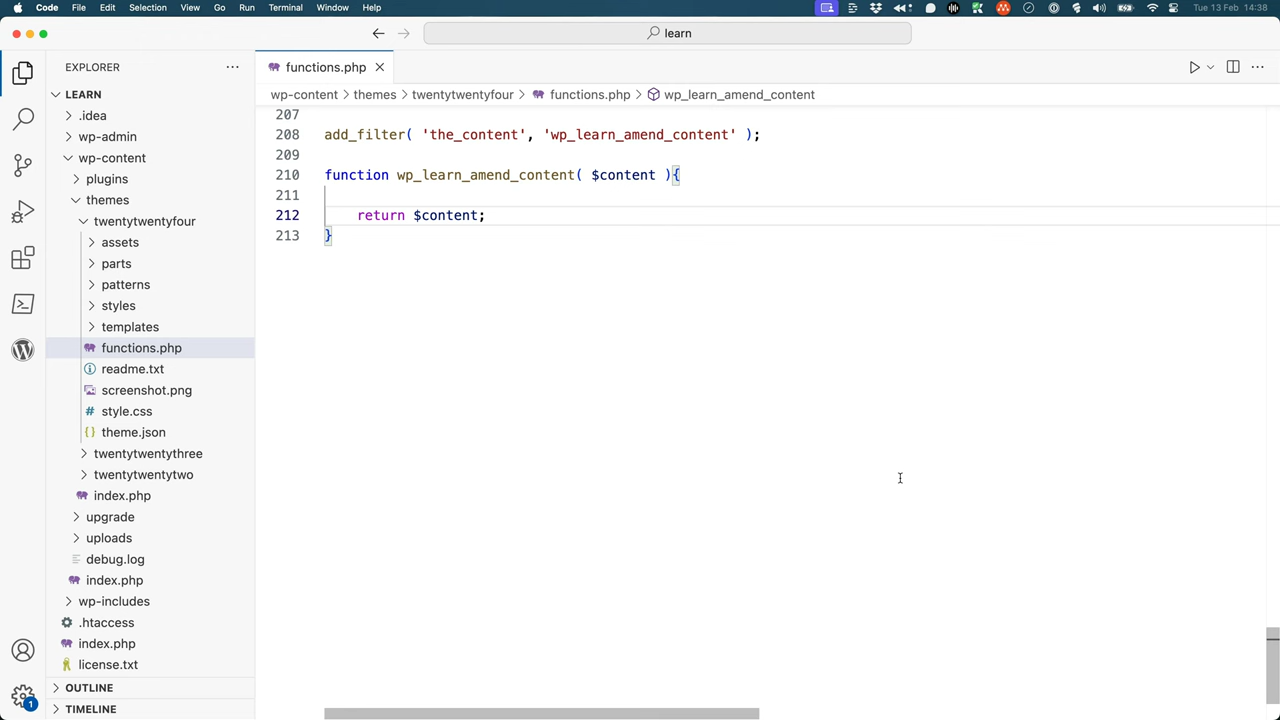 Code File Edit Selection View Go Run Terminal Window Help Tue 13 Feb 14:38
learn
EXPLORER
functions.php
LEARN
wp-content > themes > twentytwentyfour > functions.php > wp_learn_amend_content
.idea
wp-admin
wp-content
plugins
themes
twentytwentyfour
assets
parts
patterns
styles
templates
functions.php
readme.txt
screenshot.png
style.css
theme.json
twentytwentythree
twentytwentytwo
index.php
upgrade
uploads
debug.log
index.php
wp-includes
.htaccess
index.php
license.txt
OUTLINE
TIMELINE
1
207
208 add_filter( 'the_content', 'wp_learn_amend_content' );
209
210 function wp_learn_amend_content( $content ){
211
212 return $content;
213 }